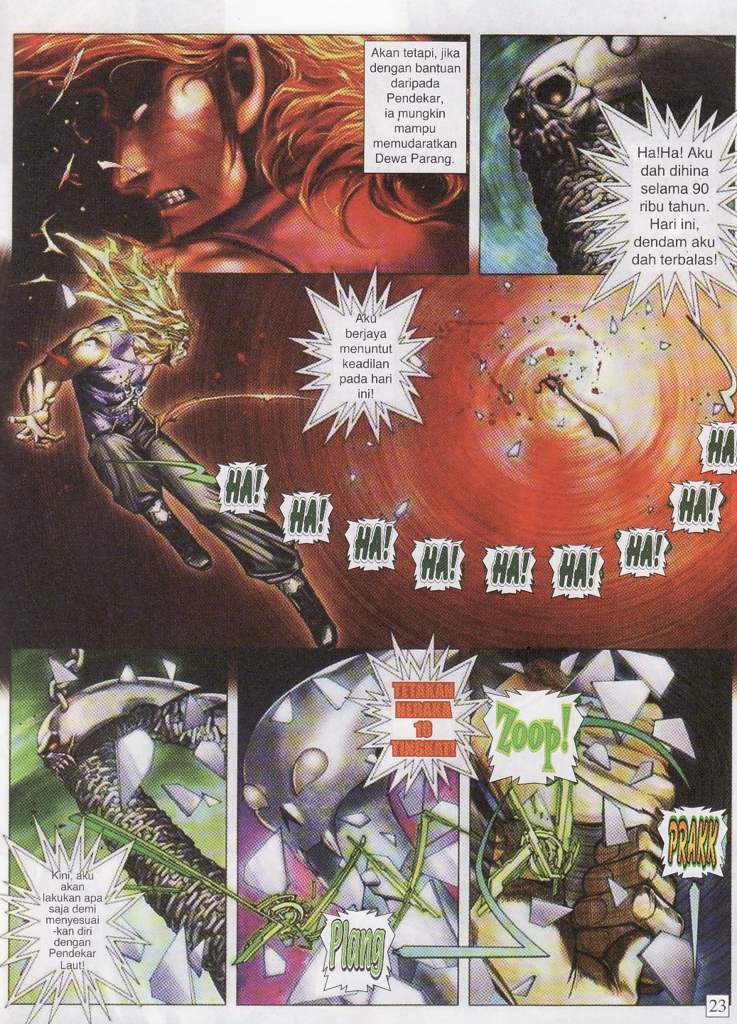 Akan tetapi, jika
dengan bantuan
daripada
Pendekar,
ia mungkin
mampu
memudaratkan
Dewa Parang.
Ha!Ha! Aku
dah dihina
selama 90
ribu tahun.
Hari ini,
dendam aku
dah terbalas!
Aku
berjaya
menuntut
keadilan
pada hari
ini!
HA!
HA!
HA!
HA!
HA!
HA!
HA!
HA!
HA
Kini, aku
akan
lakukan apa
saja demi
menyesuai
-kan diri
dengan
Pendekar
Laut!
TETAKAN
NERAKA
18
TINGKAT!
Plang
Zoop!
PRAKK
23